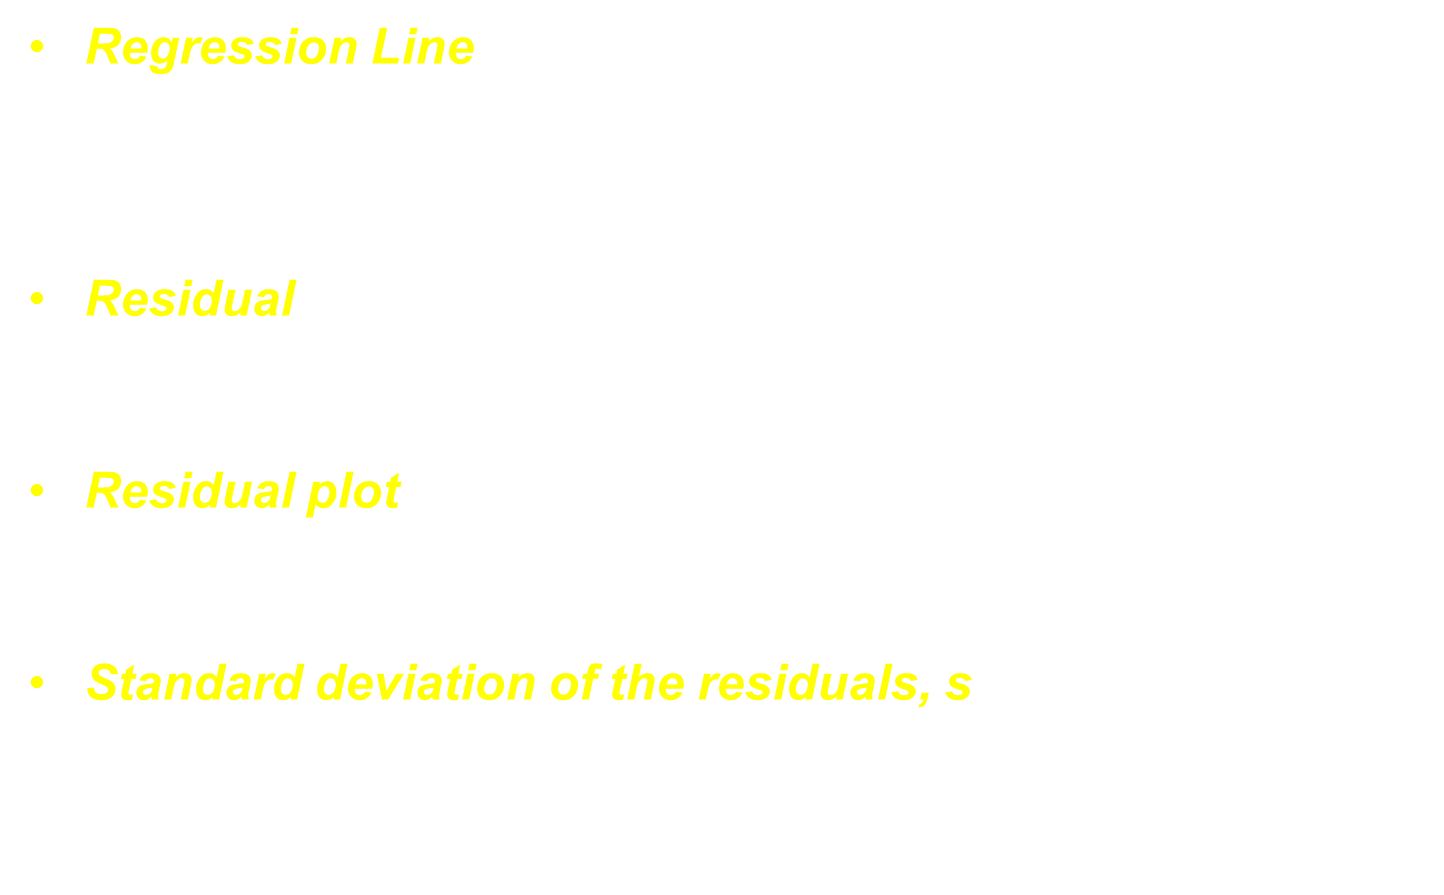 • Regression Line
• Residual
• Residual plot
• Standard deviation of the residuals, s